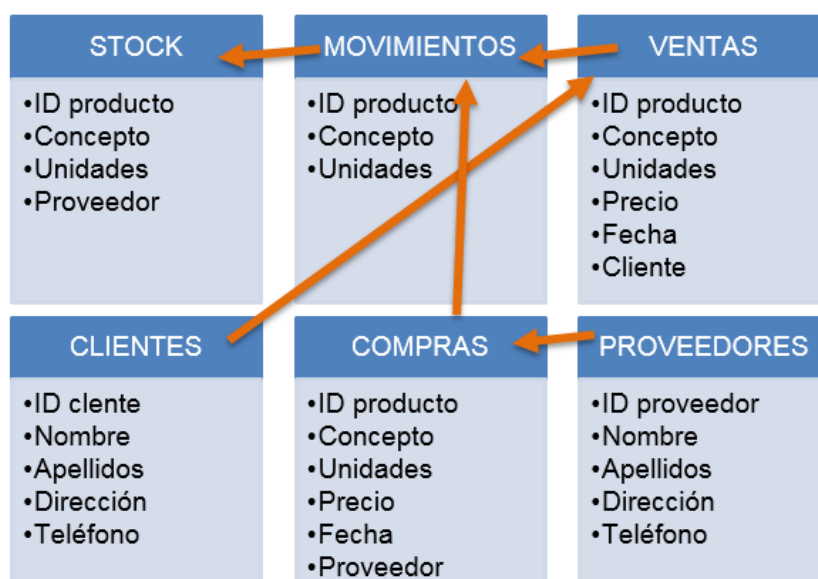 STOCK
•ID producto
•Concepto
•Unidades
•Proveedor
MOVIMIENTOS
•ID producto
•Concepto
•Unidades
VENTAS
•ID producto
•Concepto
•Unidades
•Precio
•Fecha
•Cliente
CLIENTES
•ID clente
•Nombre
•Apellidos
•Dirección
•Teléfono
COMPRAS
•ID producto
•Concepto
•Unidades
•Precio
•Fecha
•Proveedor
PROVEEDORES
•ID proveedor
•Nombre
•Apellidos
•Dirección
•Teléfono